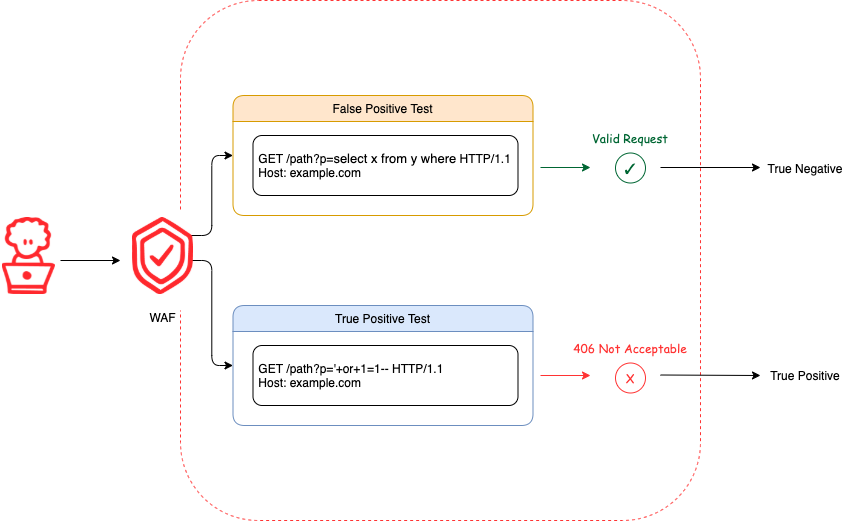 False Positive Test
GET /path?p=select x from y where HTTP/1.1
Host: example.com
Valid Request
True Negative
WAF
True Positive Test
GET /path?p='+or+1=1-- HTTP/1.1
Host: example.com
406 Not Acceptable
True Positive